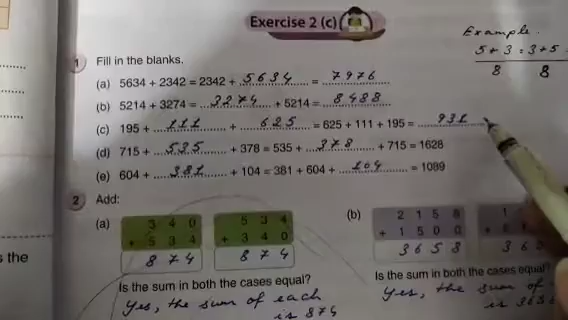 Exercise 2 (c)
Example.
5 + 3 = 3 + 5
8 8
1 Fill in the blanks.
(a) 5634 + 2342 = 2342 + 5634 = 7976
(b) 5214 + 3274 = 3274 + 5214 = 8488
(c) 195 + 111 + 625 = 625 + 111 + 195 = 931
(d) 715 + 535 + 378 = 535 + 378 + 715 = 1628
(e) 604 + 381 + 104 = 381 + 604 + 104 = 1089
2 Add:
(a)
3 4 0
+ 5 3 4
8 7 4
5 3 4
+ 3 4 0
8 7 4
(b)
2 1 5 8
+ 1 5 0 0
3 6 5 8
1
+
3 6 5
Is the sum in both the cases equal?
Yes, the sum of each
is 874
Is the sum in both the cases equal?
Yes, the sum of
is 3658
the